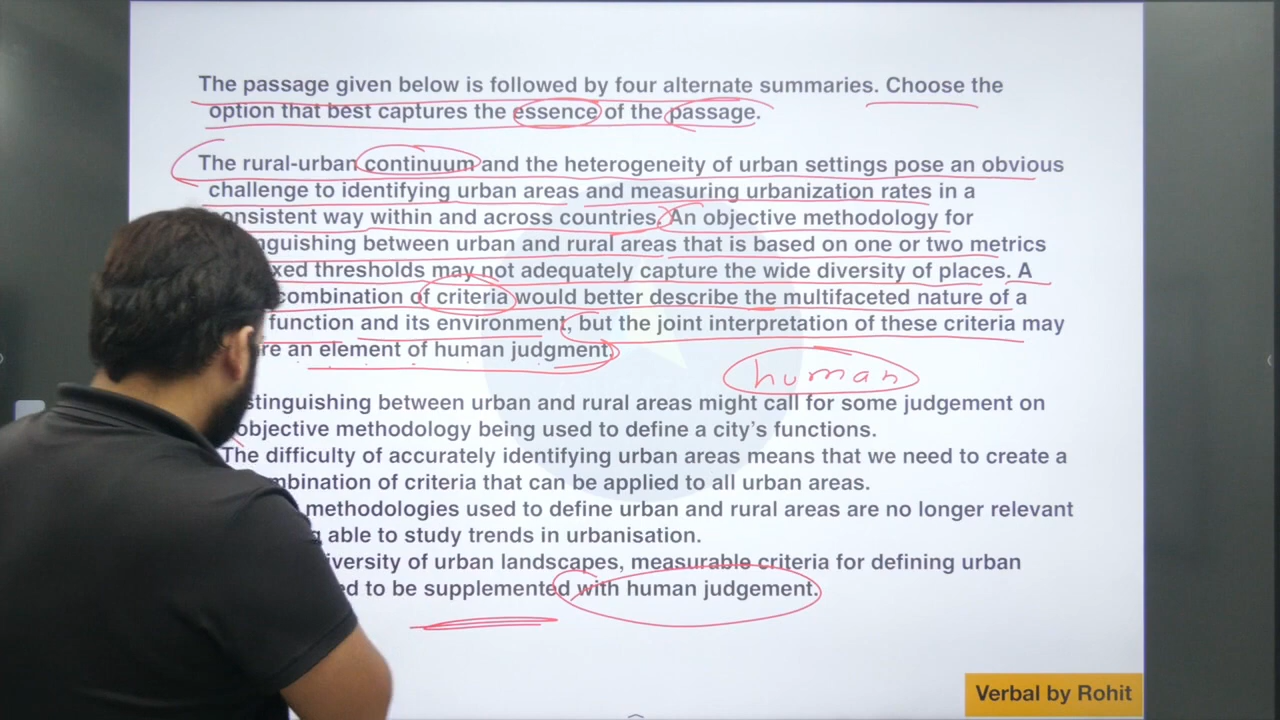 The passage given below is followed by four alternate summaries. Choose the
option that best captures the essence of the passage.
The rural-urban continuum and the heterogeneity of urban settings pose an obvious
challenge to identifying urban areas and measuring urbanization rates in a
consistent way within and across countries. An objective methodology for
nguishing between urban and rural areas that is based on one or two metrics
xed thresholds may not adequately capture the wide diversity of places. A
combination of criteria would better describe the multifaceted nature of a
function and its environment, but the joint interpretation of these criteria may
re an element of human judgment.
human
stinguishing between urban and rural areas might call for some judgement on
objective methodology being used to define a city's functions.
The difficulty of accurately identifying urban areas means that we need to create a
mbination of criteria that can be applied to all urban areas.
methodologies used to define urban and rural areas are no longer relevant
g able to study trends in urbanisation.
iversity of urban landscapes, measurable criteria for defining urban
ed to be supplemented with human judgement.
Verbal by Rohit